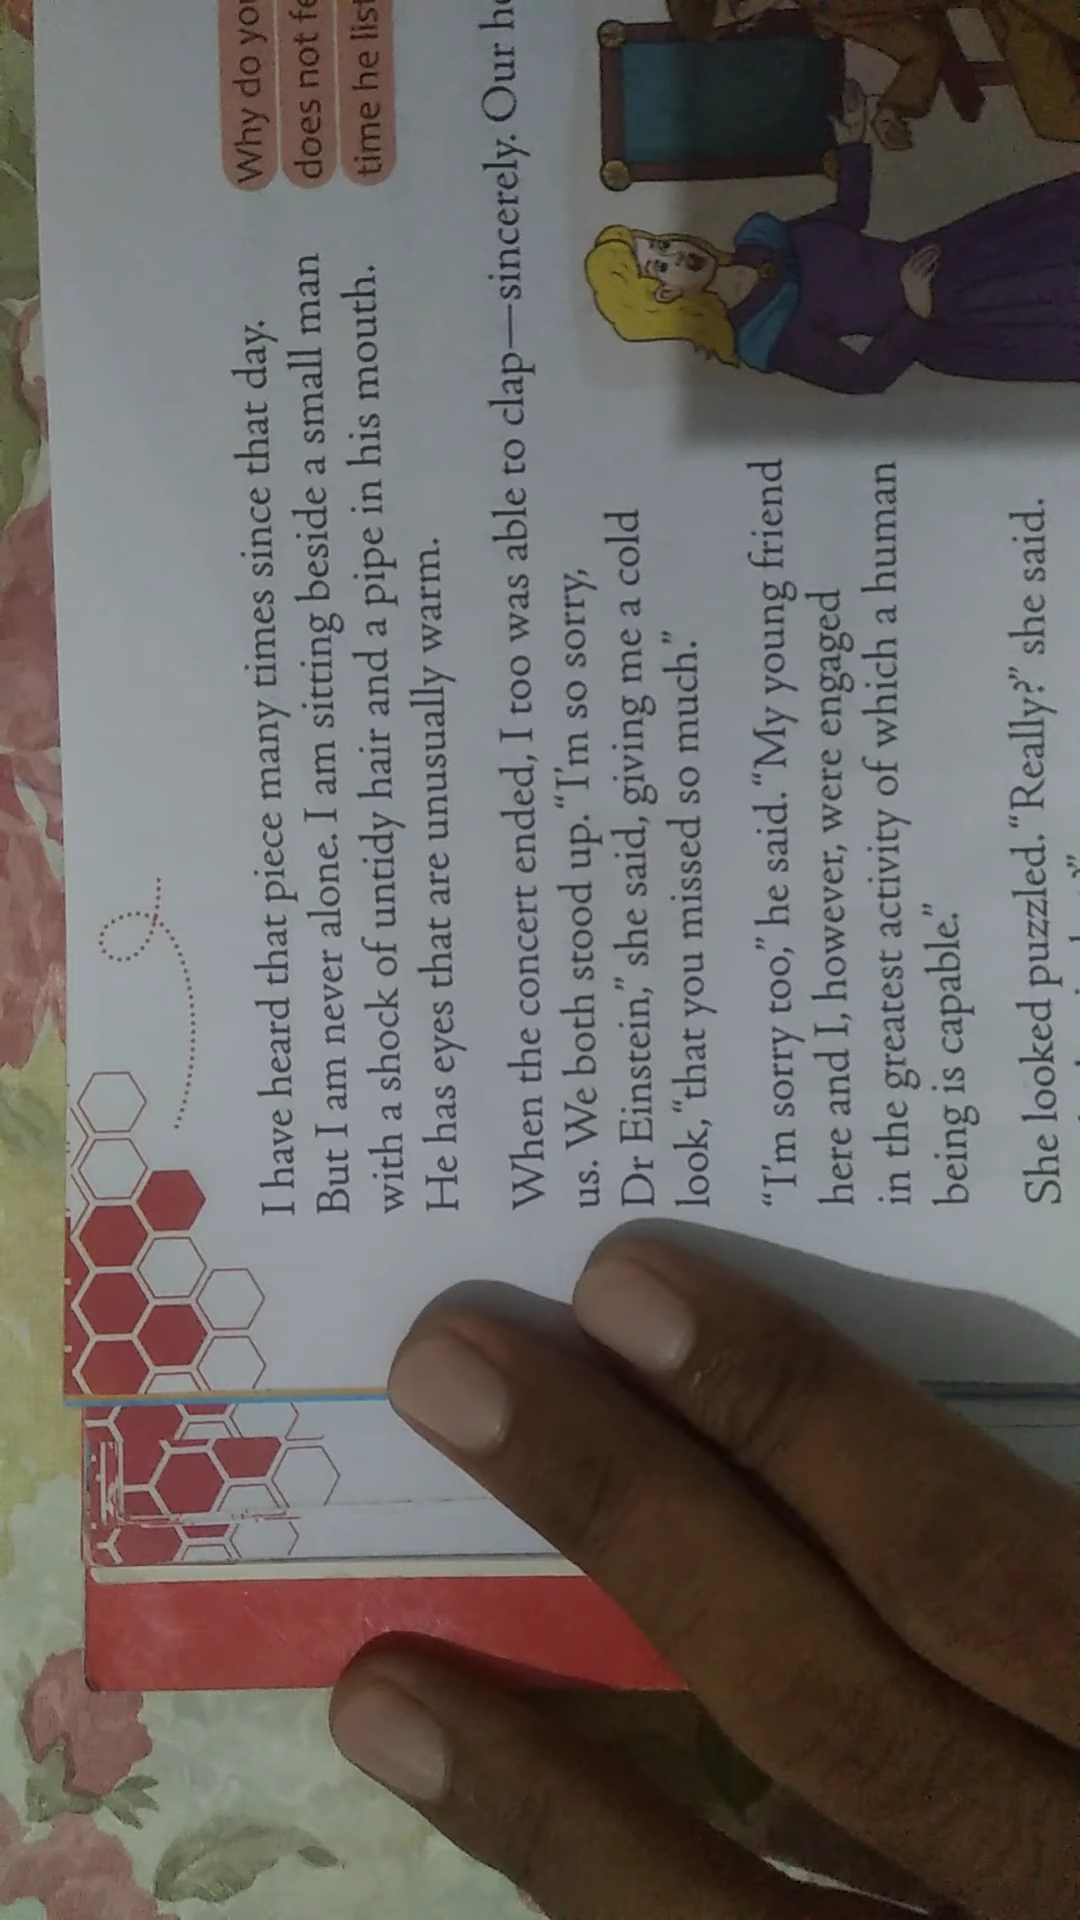 I have heard that piece many times since that day.
But I am never alone. I am sitting beside a small man
with a shock of untidy hair and a pipe in his mouth.
He has eyes that are unusually warm.
Why do
does not
time he
When the concert ended, I too was able to clap—sincerely. Our
us. We both stood up. “I'm so sorry,
Dr Einstein,” she said, giving me a cold
look, “that you missed so much.”
“I'm sorry too,” he said. “My young friend
here and I, however, were engaged
in the greatest activity of which a human
being is capable.”
She looked puzzled. “Really?” she said.